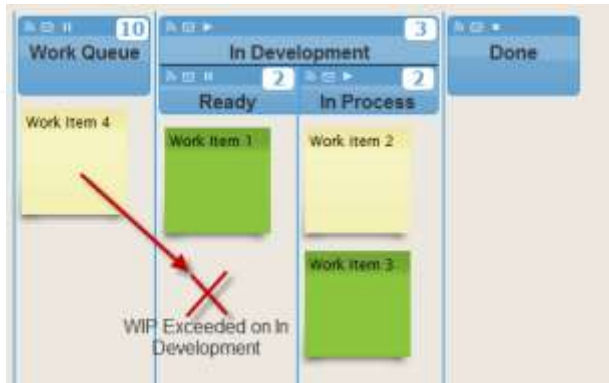 10
Work Queue
3
In Development
Done
2
Ready
2
In Process
Work Item 4
Work Item 1
Work Item 2
Work Item 3
WIP Exceeded on In
Development